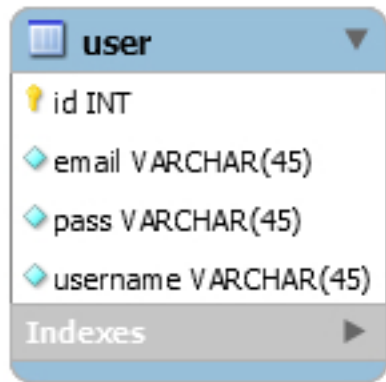 user
id INT
email VARCHAR(45)
pass VARCHAR(45)
username VARCHAR(45)
Indexes